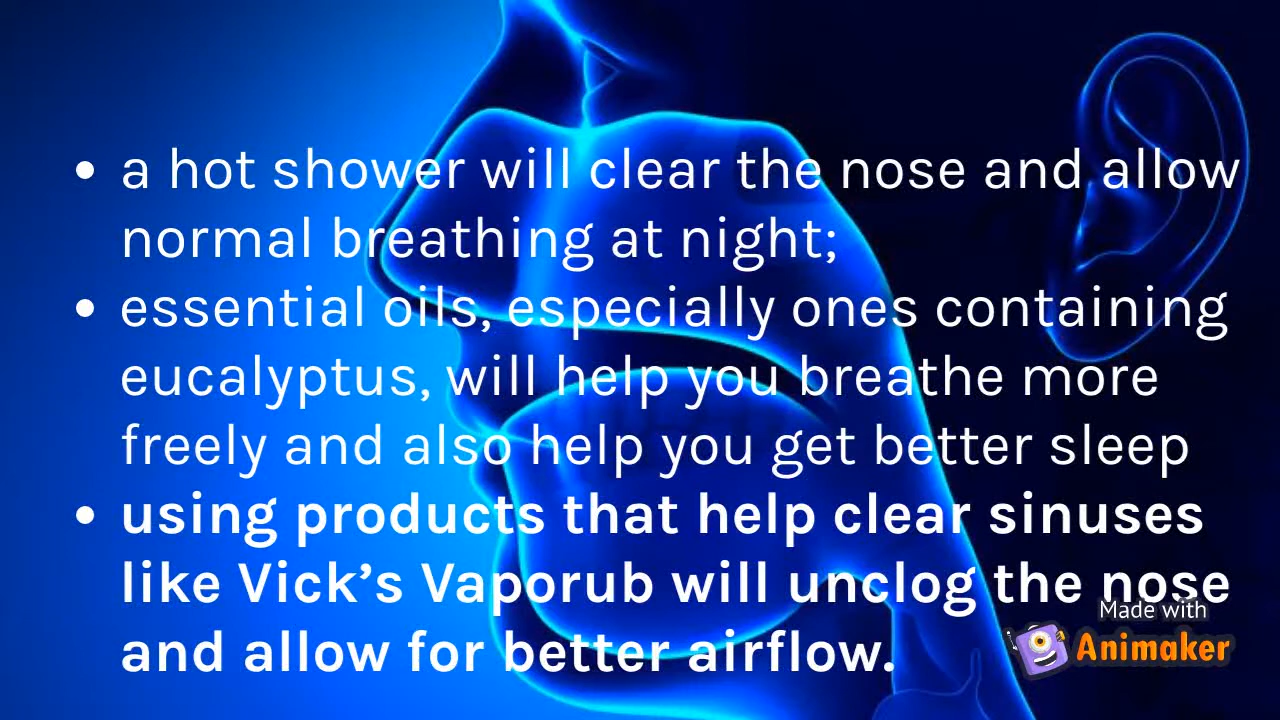 • a hot shower will clear the nose and allow
normal breathing at night;
• essential oils, especially ones containing
eucalyptus, will help you breathe more
freely and also help you get better sleep
• using products that help clear sinuses
like Vick’s Vaporub will unclog the nose
and allow for better airflow.
Made with
Animaker